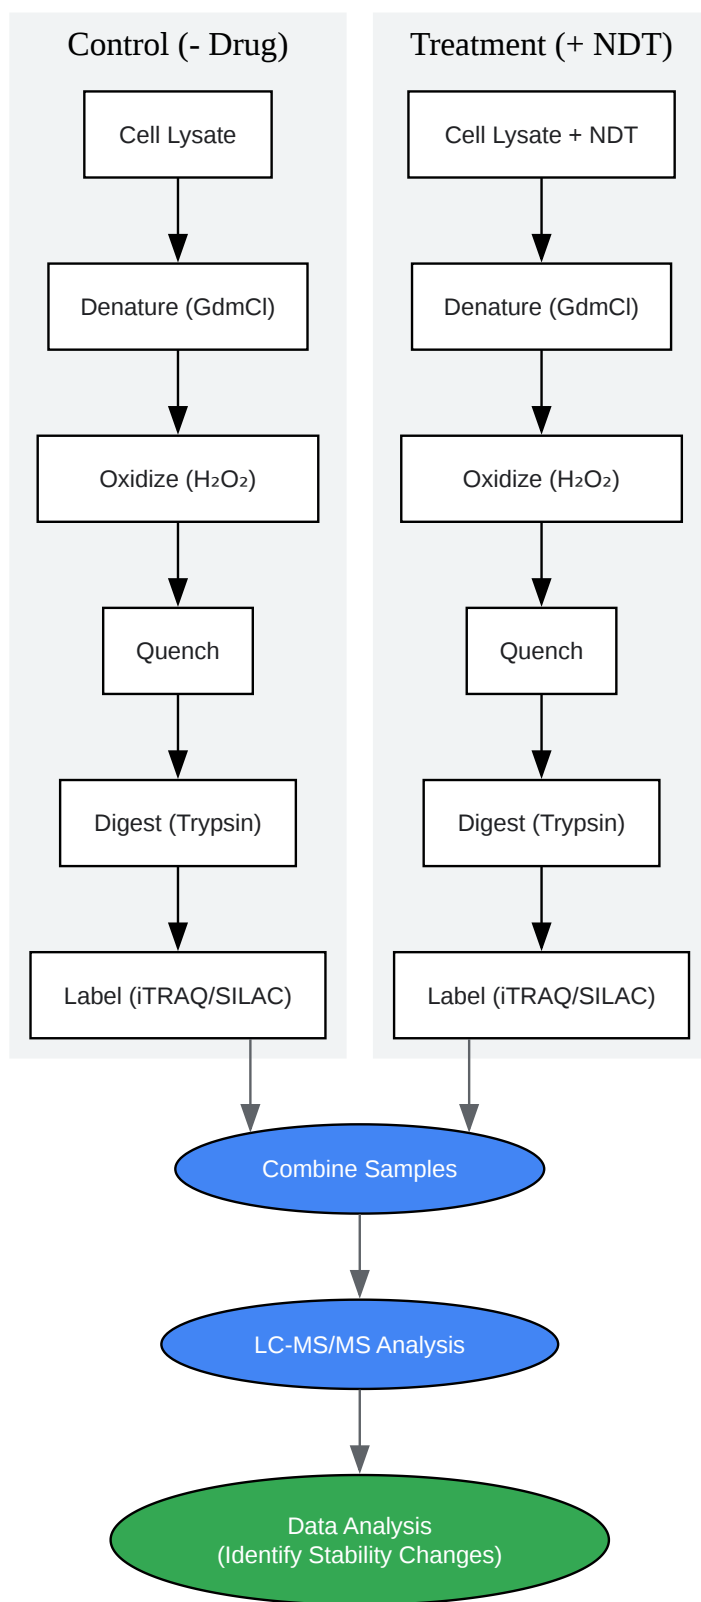 Control (- Drug)
Cell Lysate
Denature (GdmCl)
Oxidize (H₂O₂)
Quench
Digest (Trypsin)
Label (iTRAQ/SILAC)
Treatment (+ NDT)
Cell Lysate + NDT
Denature (GdmCl)
Oxidize (H₂O₂)
Quench
Digest (Trypsin)
Label (iTRAQ/SILAC)
Combine Samples
LC-MS/MS Analysis
Data Analysis
(Identify Stability Changes)